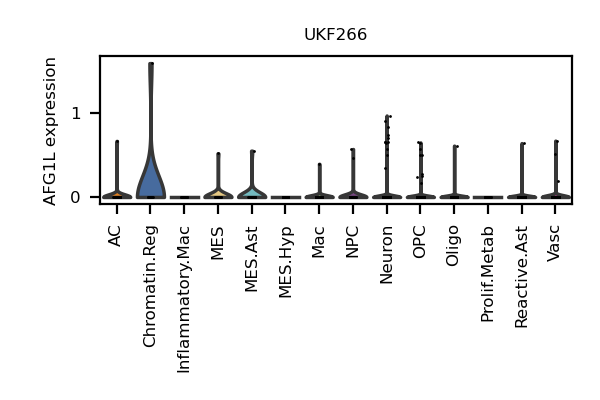 UKF266
AFG1L expression
1
0
AC
Chromatin.Reg
Inflammatory.Mac
MES
MES.Ast
MES.Hyp
Mac
NPC
Neuron
OPC
Oligo
Prolif.Metab
Reactive.Ast
Vasc